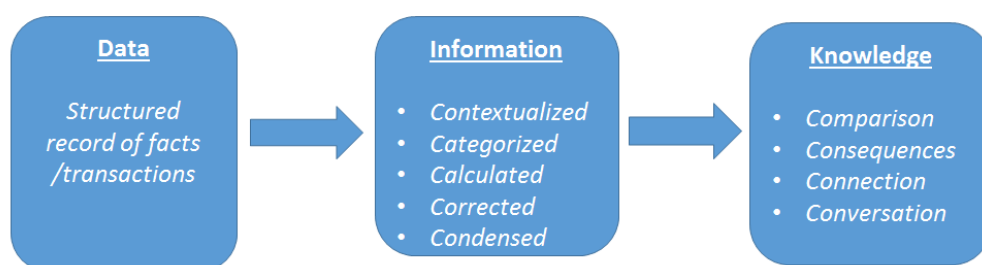 Data
Structured
record of facts
/transactions
Information
• Contextualized
• Categorized
• Calculated
• Corrected
• Condensed
Knowledge
• Comparison
• Consequences
• Connection
• Conversation